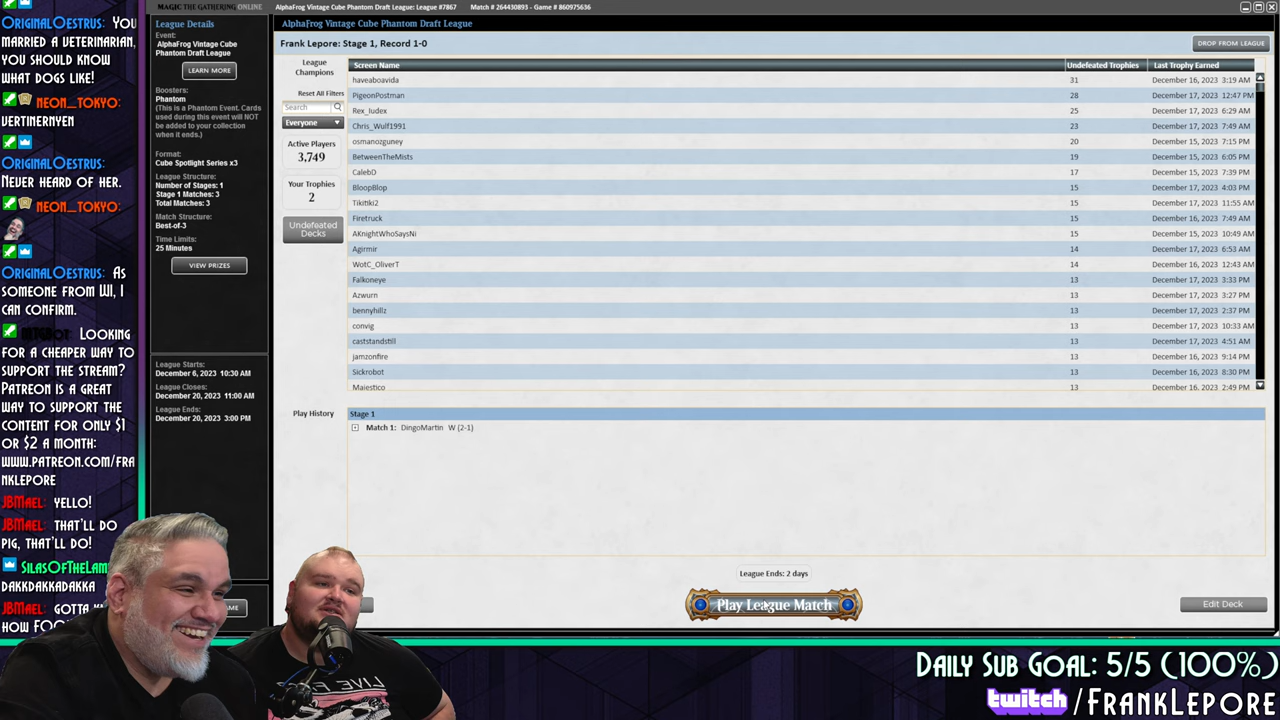 ORIGINALOESTRUS: YOU
MARRIED A VETERINARIAN,
YOU SHOULD KNOW
WHAT DOGS LIKE!
NEON_TOKYO:
VERTINERNYEN
ORIGINALOESTRUS:
NEVER HEARD OF HER.
NEON_TOKYO:
ORIGINALOESTRUS: AS
SOMEONE FROM WI, I
CAN CONFIRM.
LOOKING
FOR A CHEAPER WAY TO
SUPPORT THE STREAM?
PATREON IS A GREAT
WAY TO SUPPORT THE
CONTENT FOR ONLY $1
OR $2 A MONTH:
WWW.PATREON.COM/FRA
NKLEPORE
JBMAEL: YELLO!
JBMAEL: THAT'LL DO
PIG, THAT'LL DO!
SILASOFTHELAM
DAKKDAKKADAKKA
JBMAEL: GOTTA
HOW FOO
MAGIC THE GATHERING ONLINE
League Details
Event:
AlphaFrog Vintage Cube
Phantom Draft League
LEARN MORE
Boosters:
Phantom
(This is a Phantom Event. Cards
used during this event will NOT
be added to your collection
when it ends.)
Format:
Cube Spotlight Series x3
League Structure:
Number of Stages: 1
Stage 1 Matches: 3
Total Matches: 3
Match Structure:
Best-of-3
Time Limits:
25 Minutes
VIEW PRIZES
League Starts:
December 6, 2023 10:30 AM
League Closes:
December 20, 2023 11:00 AM
League Ends:
December 20, 2023 3:00 PM
AlphaFrog Vintage Cube Phantom Draft League: League #7867 Match # 264430893 - Game # 860975636
AlphaFrog Vintage Cube Phantom Draft League
Frank Lepore: Stage 1, Record 1-0
DROP FROM LEAGUE
League
Champions
Reset All Filters
Search
Everyone
Active Players
3,749
Your Trophies
2
Undefeated
Decks
Screen Name Undefeated Trophies Last Trophy Earned
haveaboavida 31 December 16, 2023 3:19 AM
PigeonPostman 28 December 16, 2023 12:47 PM
Rex_Iudex 25 December 16, 2023 6:29 AM
Chris_Wulf1991 23 December 17, 2023 7:49 AM
osmanozguney 20 December 15, 2023 7:15 PM
BetweenTheMists 19 December 15, 2023 6:05 PM
CalebD 17 December 15, 2023 7:39 PM
BloopBlop 15 December 17, 2023 4:03 PM
Tikitiki2 15 December 17, 2023 11:55 AM
Firetruck 15 December 16, 2023 7:49 AM
AKnightWhoSaysNi 15 December 15, 2023 10:49 AM
Agirmir 14 December 17, 2023 6:53 AM
WotC_OliverT 14 December 16, 2023 12:43 AM
Falkoneye 13 December 17, 2023 3:33 PM
Azwurn 13 December 17, 2023 3:27 PM
bennyhillz 13 December 17, 2023 2:37 PM
convig 13 December 17, 2023 10:33 AM
caststandstill 13 December 17, 2023 4:51 AM
jamzonfire 13 December 16, 2023 9:14 PM
Sickrobot 13 December 16, 2023 8:30 PM
Maiestico 13 December 16, 2023 2:49 PM
Play History
Stage 1
Match 1: DingoMartin W (2-1)
League Ends: 2 days
Play League Match
Edit Deck
LIVE F
DAILY SUB GOAL: 5/5 (100%)
twitch/FRANKLEPORE